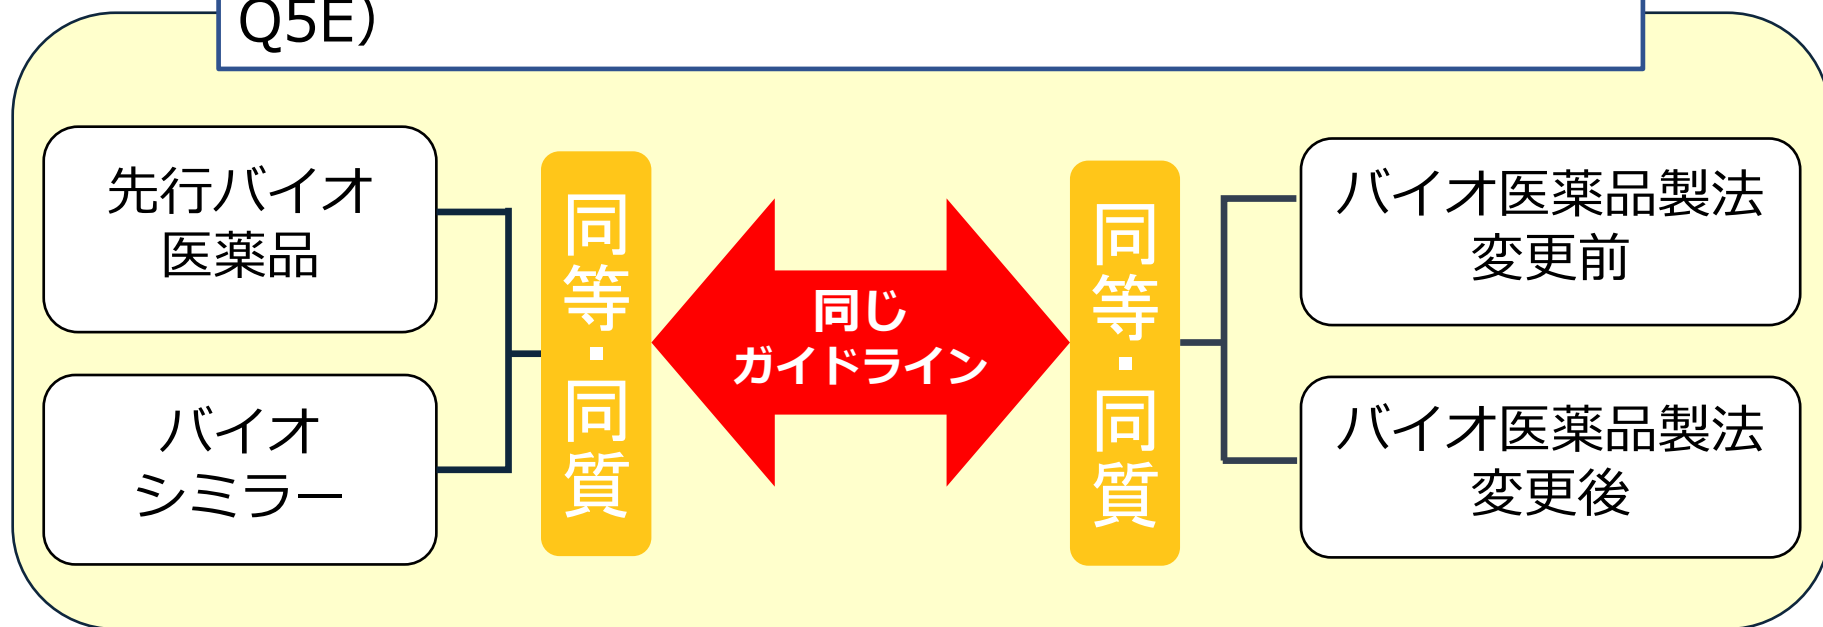 Q5E）
先行バイオ
医薬品
バイオ
シミラー
同等・同質
同じ
ガイドライン
同等・同質
バイオ医薬品製法
変更前
バイオ医薬品製法
変更後